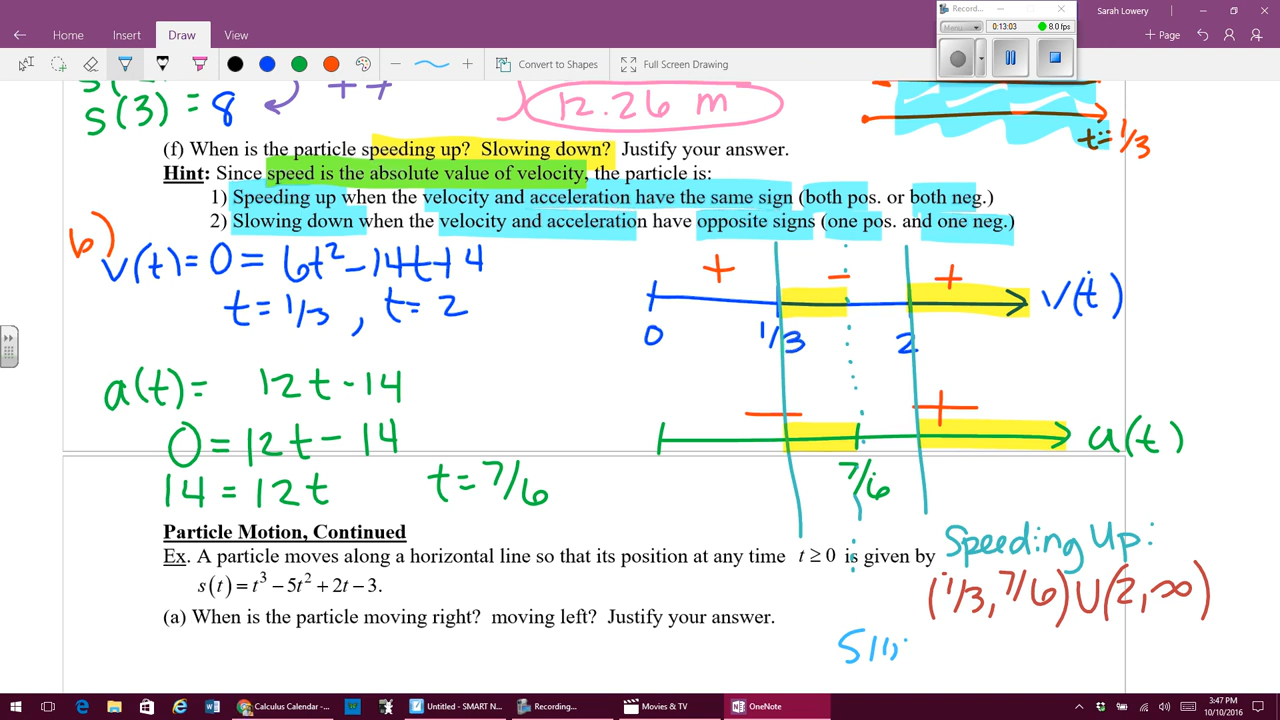 Recording...
Sarah Lowery
Menu
0:13:03
8.0 fps
Home
Insert
Draw
View
+ Page
Convert to Shapes
Full Screen Drawing
s(3) = 8
++
12.26 m
t=1/3
(f) When is the particle speeding up? Slowing down? Justify your answer.
Hint: Since speed is the absolute value of velocity, the particle is:
1) Speeding up when the velocity and acceleration have the same sign (both pos. or both neg.)
2) Slowing down when the velocity and acceleration have opposite signs (one pos. and one neg.)
b)
v(t)= 0 = 6t²-14t+4
t = 1/3, t = 2
+ - +
v(t)
0 1/3 2
a(t)= 12t-14
0=12t-14
14=12t
t=7/6
- +
a(t)
7/6
Particle Motion, Continued
Ex. A particle moves along a horizontal line so that its position at any time t ≥ 0 is given by
s(t) = t³ − 5t² + 2t − 3.
(a) When is the particle moving right? moving left? Justify your answer.
Speeding Up:
(1/3, 7/6)U(2, ∞)
Calculus Calendar -...
Untitled - SMART N...
Recording...
Movies & TV
OneNote
3:47 PM
10/10/2016